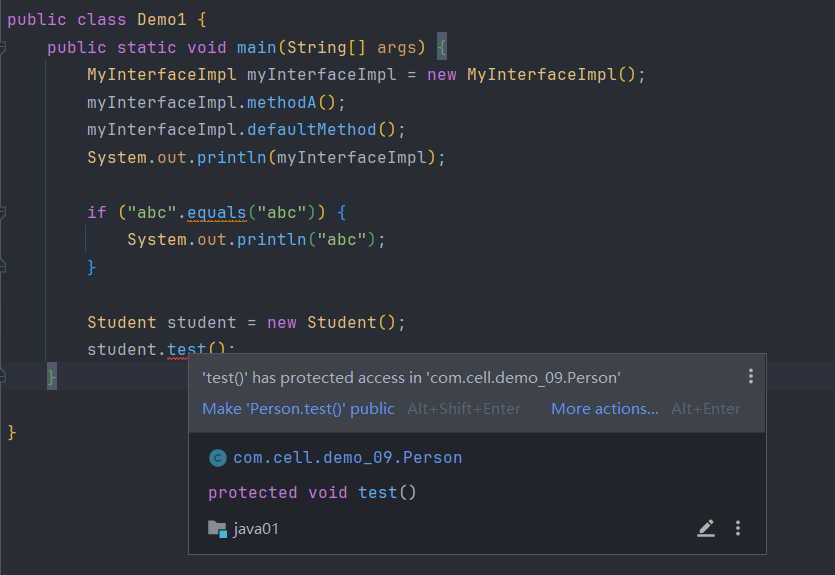 public class Demo1 {
public static void main(String[] args) {
MyInterfaceImpl myInterfaceImpl = new MyInterfaceImpl();
myInterfaceImpl.methodA();
myInterfaceImpl.defaultMethod();
System.out.println(myInterfaceImpl);
if ("abc".equals("abc")) {
System.out.println("abc");
}
Student student = new Student();
student.test();
}
'test()' has protected access in 'com.cell.demo_09.Person'
Make 'Person.test()' public Alt+Shift+Enter More actions... Alt+Enter
}
C com.cell.demo_09.Person
protected void test()
java01